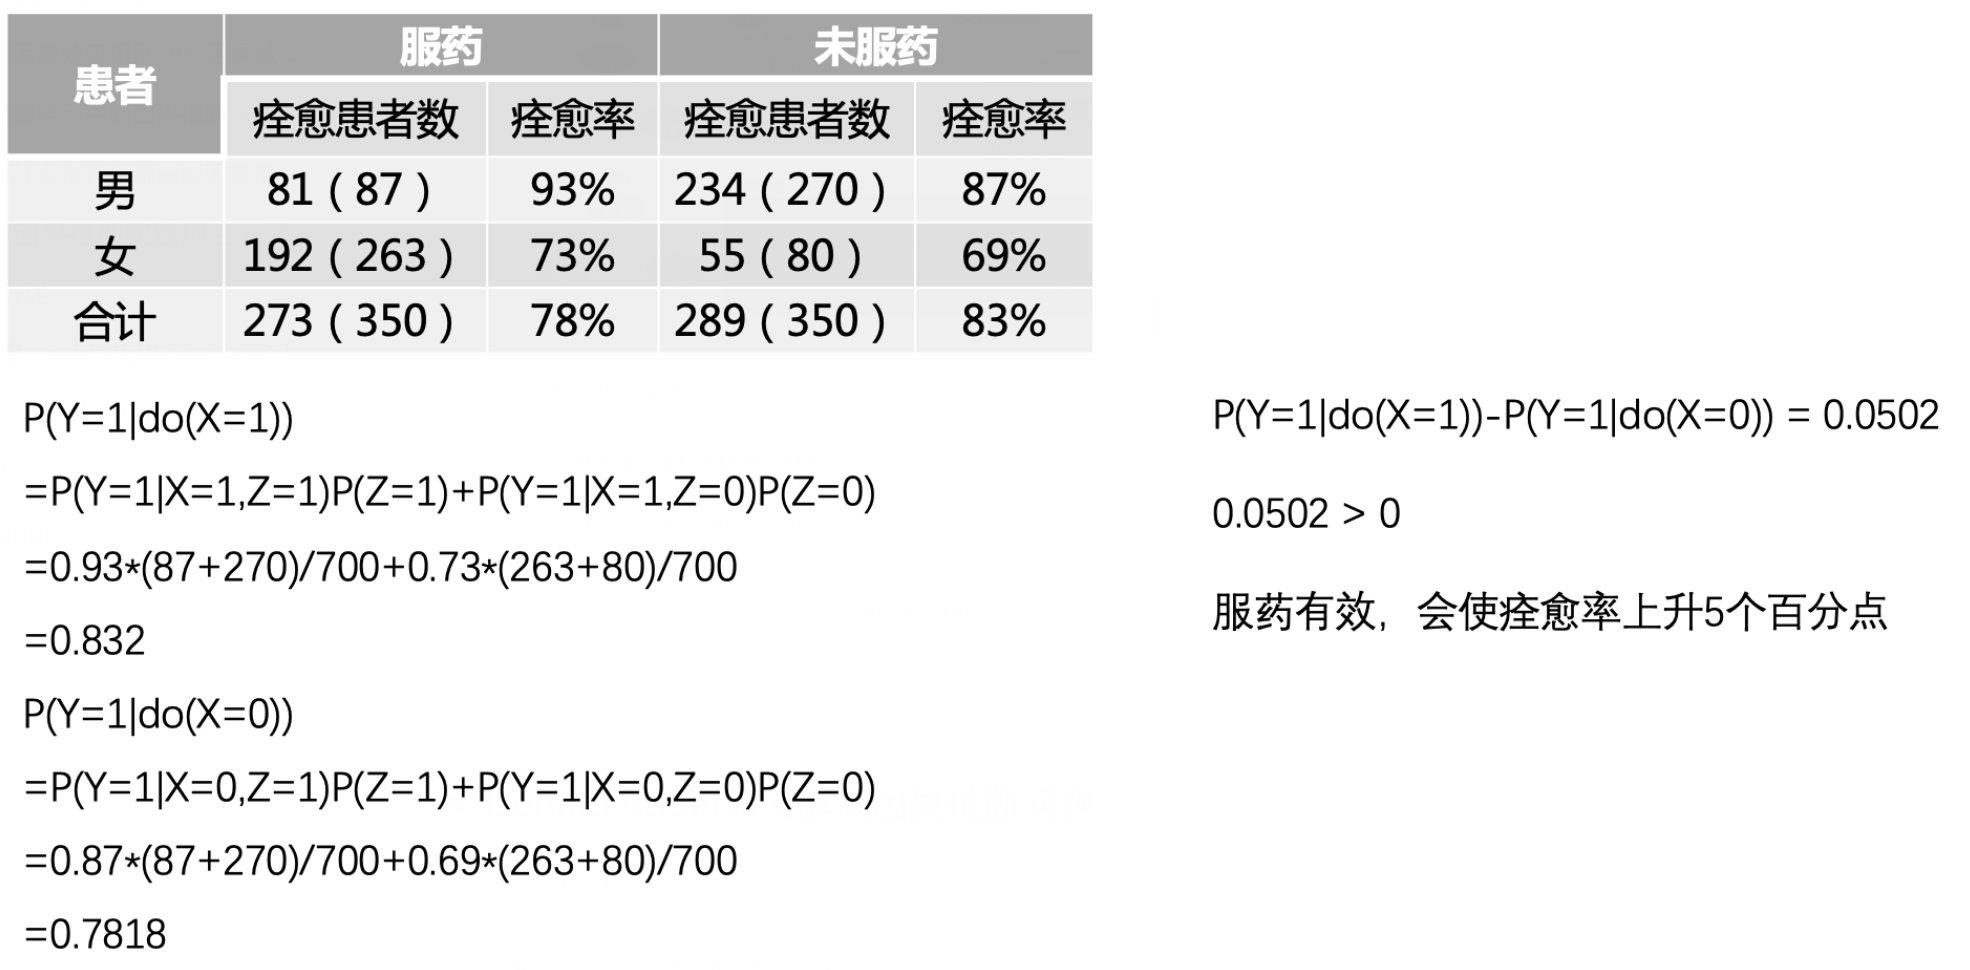 患者 服药 未服药
痊愈患者数 痊愈率 痊愈患者数 痊愈率
男 81（87） 93% 234（270） 87%
女 192（263） 73% 55（80） 69%
合计 273（350） 78% 289（350） 83%
P(Y=1|do(X=1))
=P(Y=1|X=1,Z=1)P(Z=1)+P(Y=1|X=1,Z=0)P(Z=0)
=0.93*(87+270)/700+0.73*(263+80)/700
=0.832
P(Y=1|do(X=0))
=P(Y=1|X=0,Z=1)P(Z=1)+P(Y=1|X=0,Z=0)P(Z=0)
=0.87*(87+270)/700+0.69*(263+80)/700
=0.7818
P(Y=1|do(X=1))-P(Y=1|do(X=0)) = 0.0502
0.0502 > 0
服药有效，会使痊愈率上升5个百分点